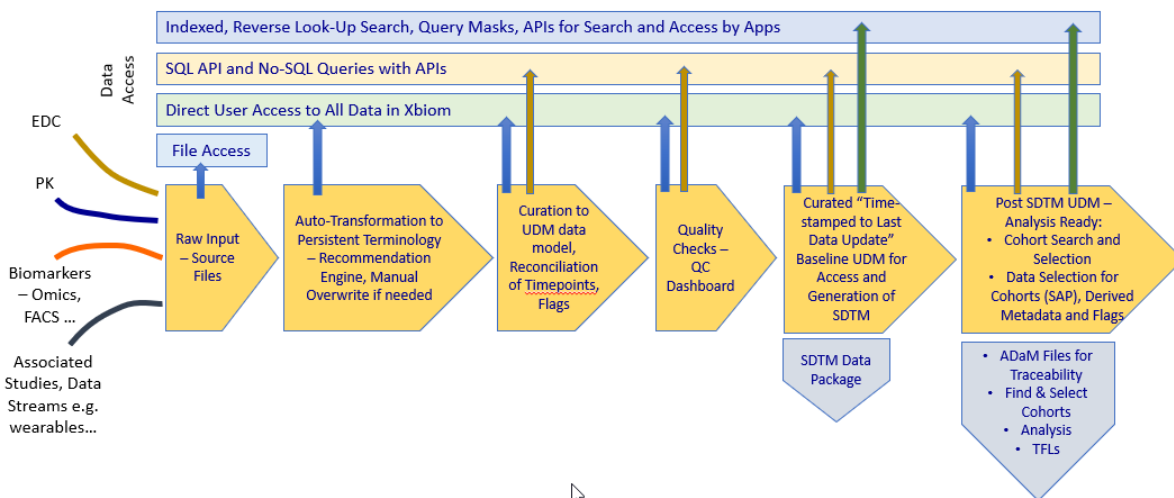 Indexed, Reverse Look-Up Search, Query Masks, APIs for Search and Access by Apps
SQL API and No-SQL Queries with APIs
Direct User Access to All Data in Xbiom
Data
Access
File Access
EDC
PK
Biomarkers
– Omics,
FACS ...
Associated
Studies, Data
Streams e.g.
wearables...
Raw Input
– Source
Files
Auto-Transformation to
Persistent Terminology
– Recommendation
Engine, Manual
Overwrite if needed
Curation to
UDM data
model,
Reconciliation
of Timepoints,
Flags
Quality
Checks –
QC
Dashboard
Curated “Time-
stamped to Last
Data Update”
Baseline UDM for
Access and
Generation of
SDTM
Post SDTM UDM –
Analysis Ready:
• Cohort Search and
Selection
• Data Selection for
Cohorts (SAP), Derived
Metadata and Flags
SDTM Data
Package
• ADaM Files for
Traceability
• Find & Select
Cohorts
• Analysis
• TFLs